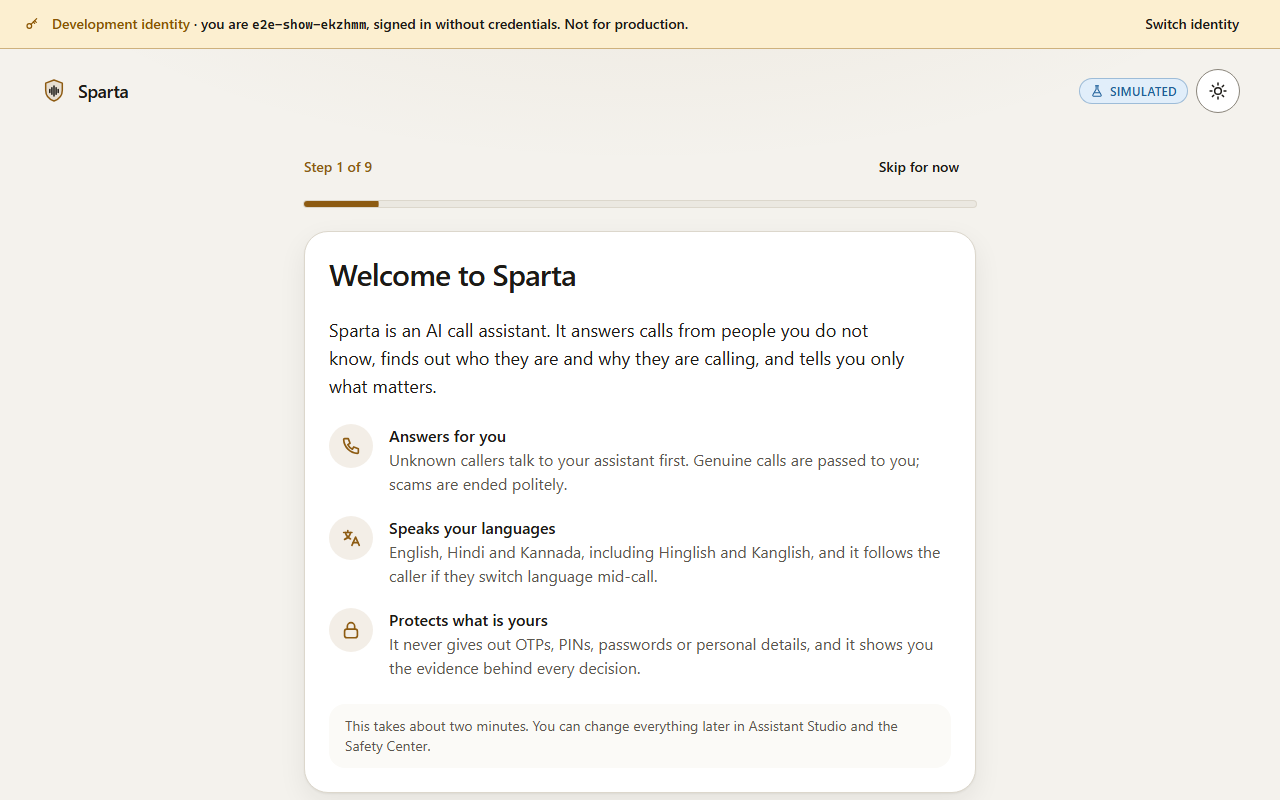 Development identity · you are e2e-show-ekzhmm, signed in without credentials. Not for production.
Switch identity
Sparta
SIMULATED
Step 1 of 9
Skip for now
Welcome to Sparta
Sparta is an AI call assistant. It answers calls from people you do not
know, finds out who they are and why they are calling, and tells you only
what matters.
Answers for you
Unknown callers talk to your assistant first. Genuine calls are passed to you;
scams are ended politely.
Speaks your languages
English, Hindi and Kannada, including Hinglish and Kanglish, and it follows the
caller if they switch language mid-call.
Protects what is yours
It never gives out OTPs, PINs, passwords or personal details, and it shows you
the evidence behind every decision.
This takes about two minutes. You can change everything later in Assistant Studio and the
Safety Center.